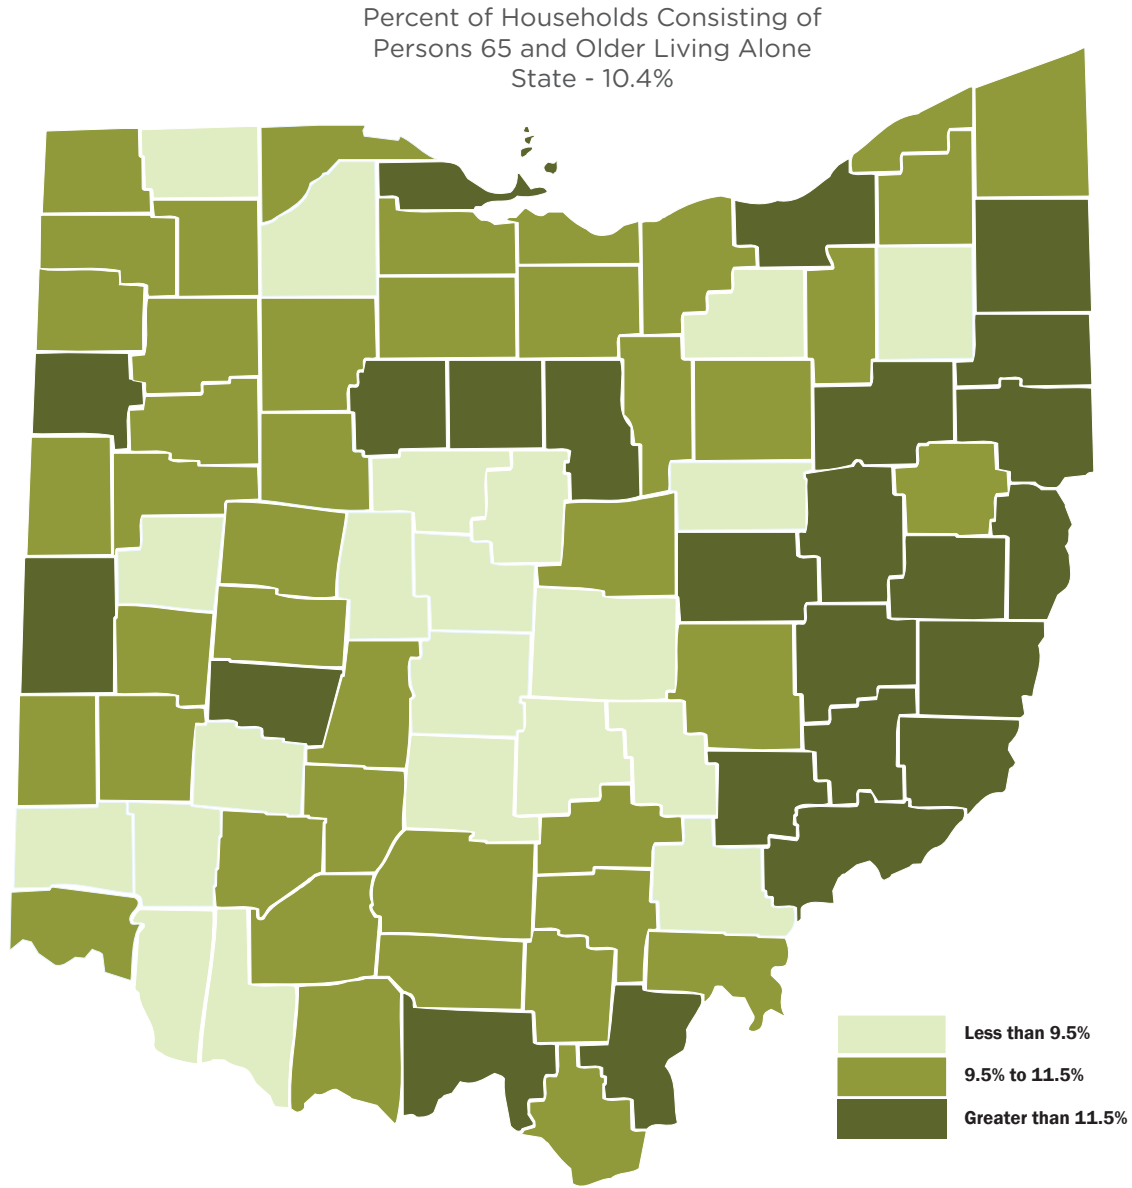 Percent of Households Consisting of
Persons 65 and Older Living Alone
State - 10.4%
Less than 9.5%
9.5% to 11.5%
Greater than 11.5%